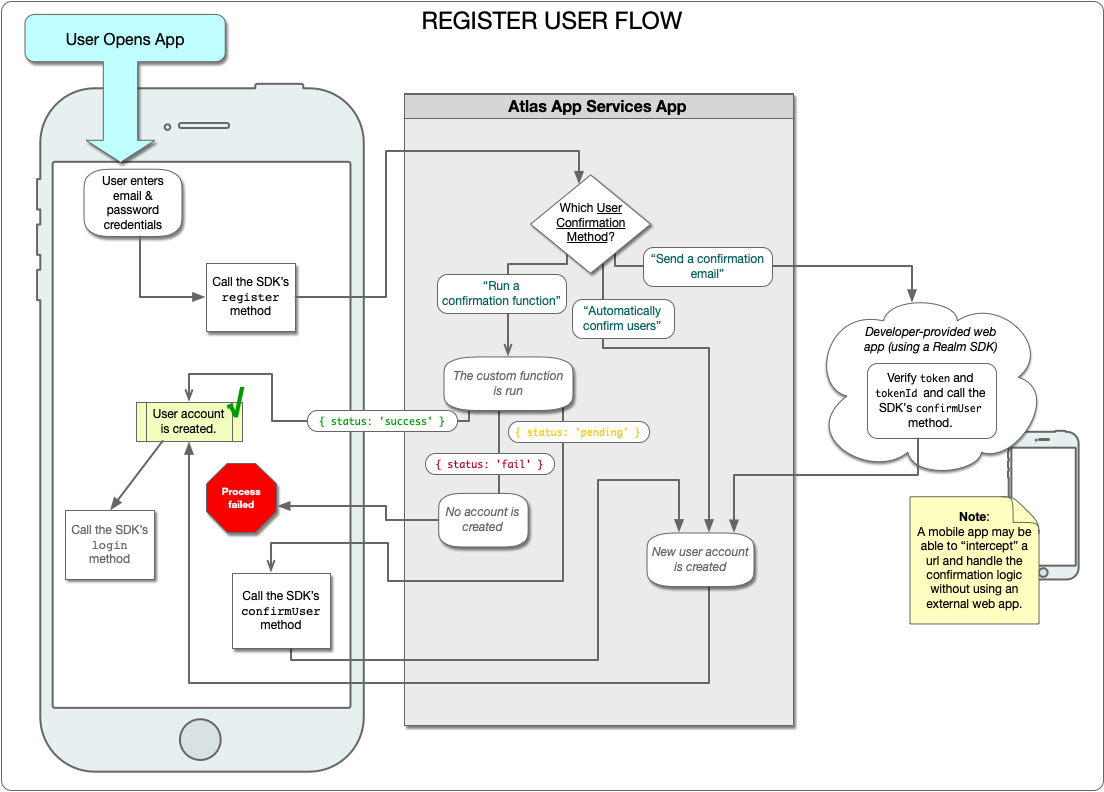 REGISTER USER FLOW
User Opens App
Atlas App Services App
User enters
email &
password
credentials
Which User
Confirmation
Method?
Call the SDK's
register
method
"Send a confirmation
email"
"Run a
confirmation function"
"Automatically
confirm users"
Developer-provided web
app (using a Realm SDK)
Verify token and
tokenId and call the
SDK's confirmUser
method.
The custom function
is run
User account
is created.
{ status: 'success' }
{ status: 'pending' }
{ status: 'fail' }
Process
failed
No account is
created
Call the SDK's
login
method
New user account
is created
Call the SDK's
confirmUser
method
Note:
A mobile app may be
able to "intercept" a
url and handle the
confirmation logic
without using an
external web app.